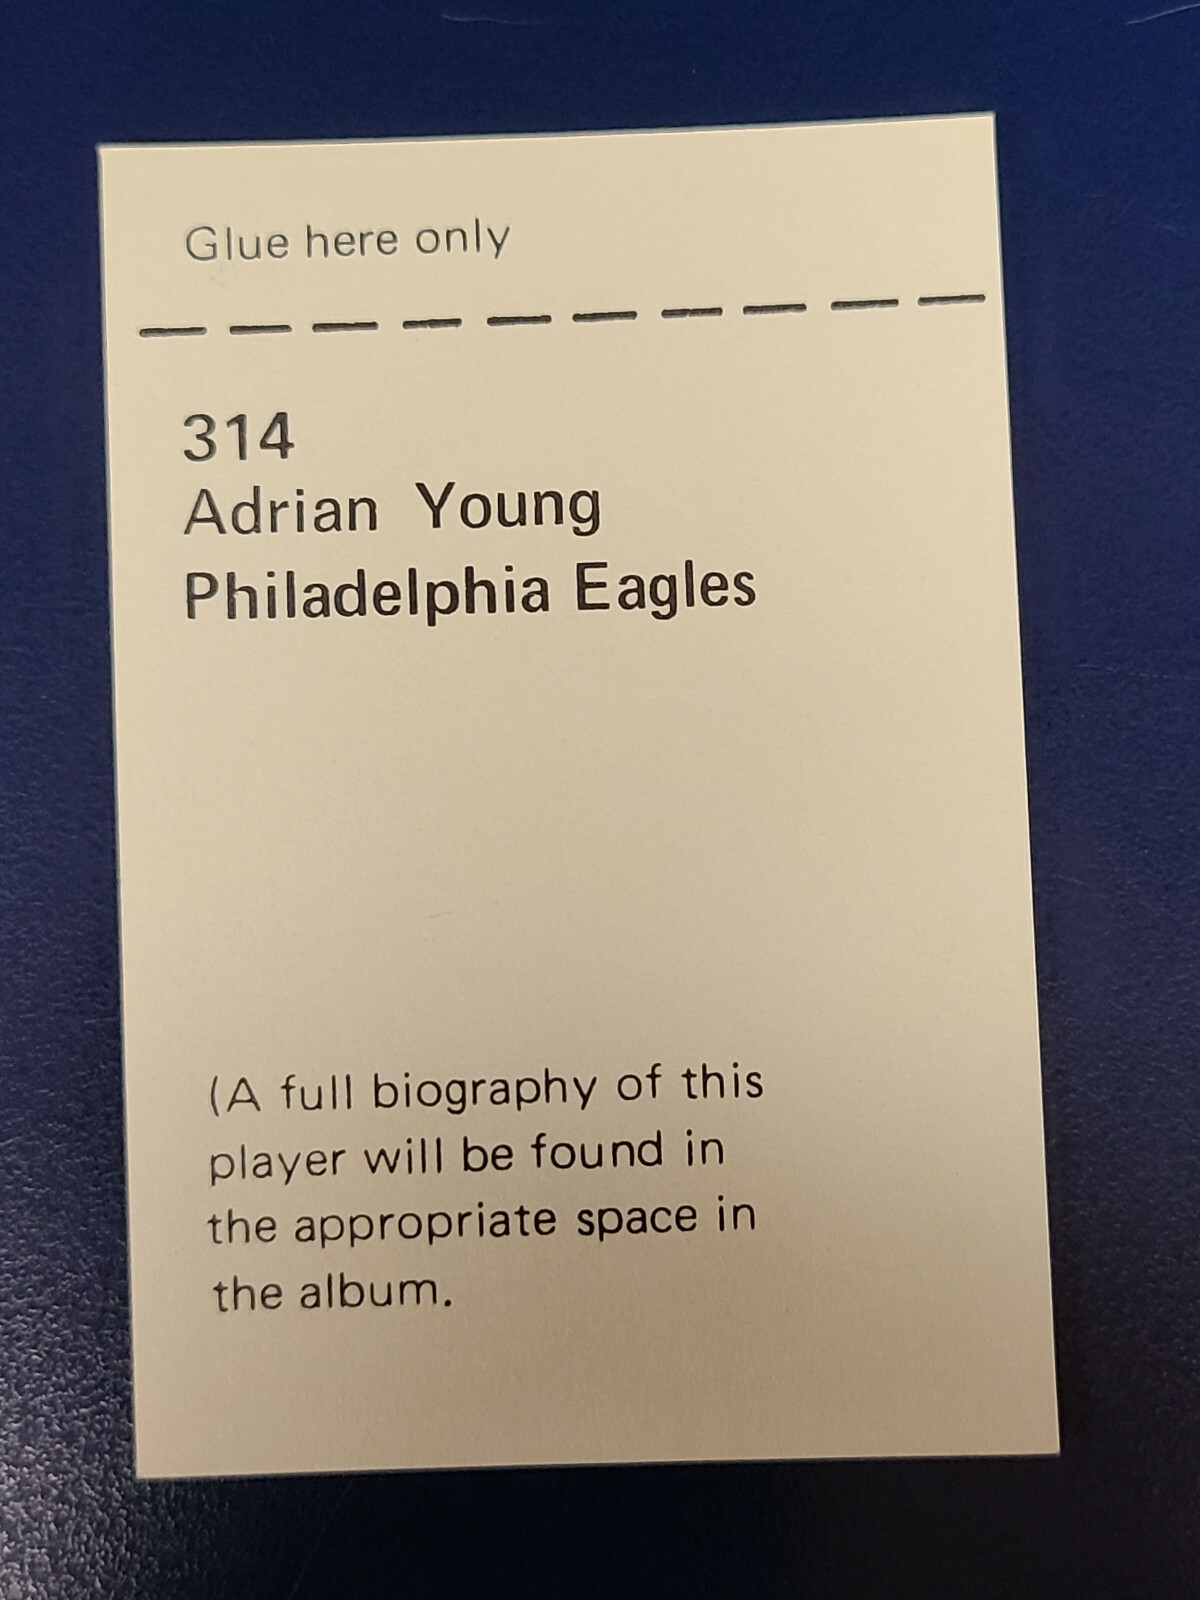 Glue here only
314
Adrian Young
Philadelphia Eagles
(A full biography of this
player will be found in
the appropriate space in
the album.